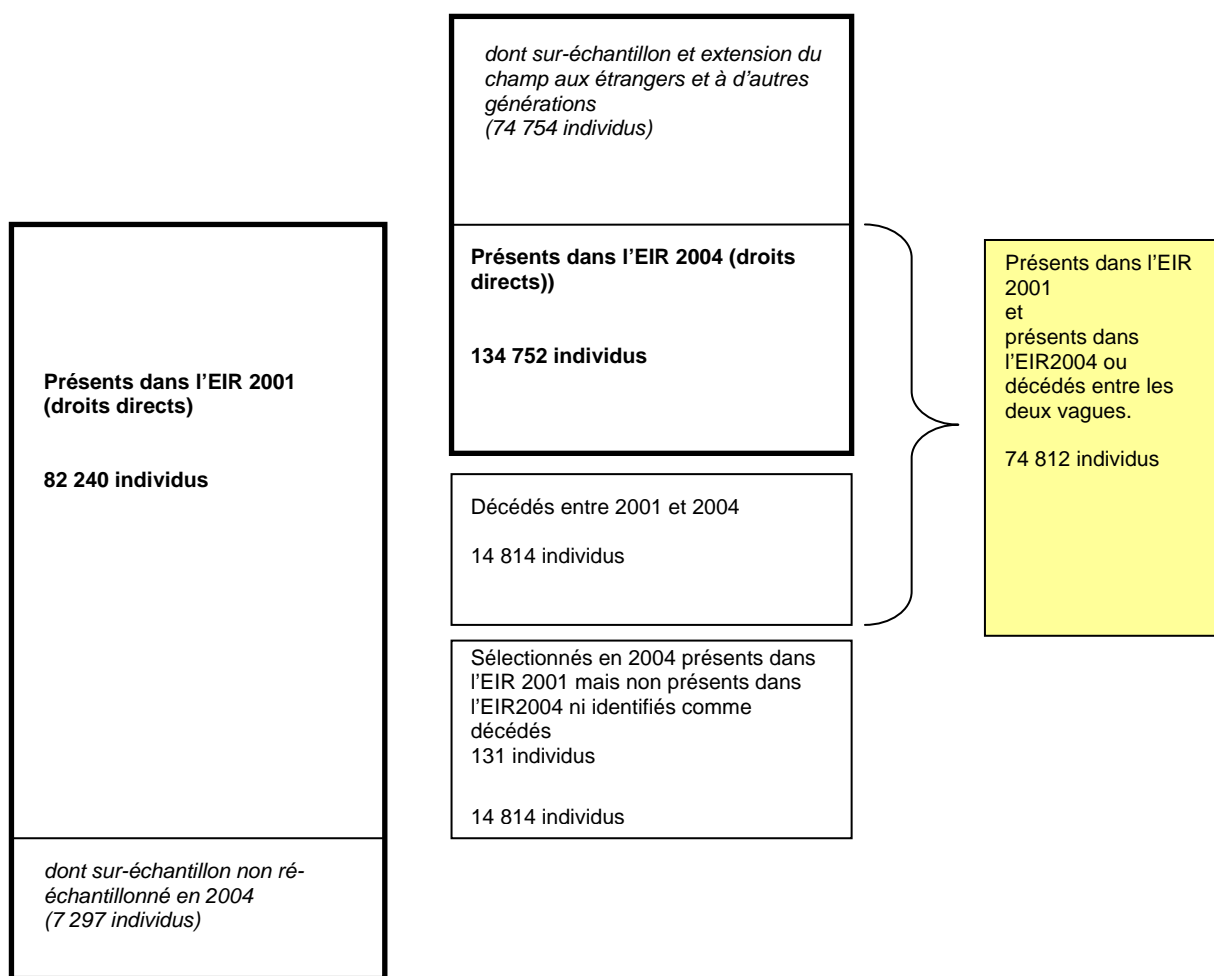 Présents dans l'EIR 2001
(droits directs)
82 240 individus
dont sur-échantillon non ré-
échantillonné en 2004
(7 297 individus)
dont sur-échantillon et extension du
champ aux étrangers et à d'autres
générations
(74 754 individus)
Présents dans l'EIR 2004 (droits
directs))
134 752 individus
Décédés entre 2001 et 2004
14 814 individus
Sélectionnés en 2004 présents dans
l'EIR 2001 mais non présents dans
l'EIR2004 ni identifiés comme
décédés
131 individus
14 814 individus
Présents dans l'EIR
2001
et
présents dans
l'EIR2004 ou
décédés entre les
deux vagues.
74 812 individus